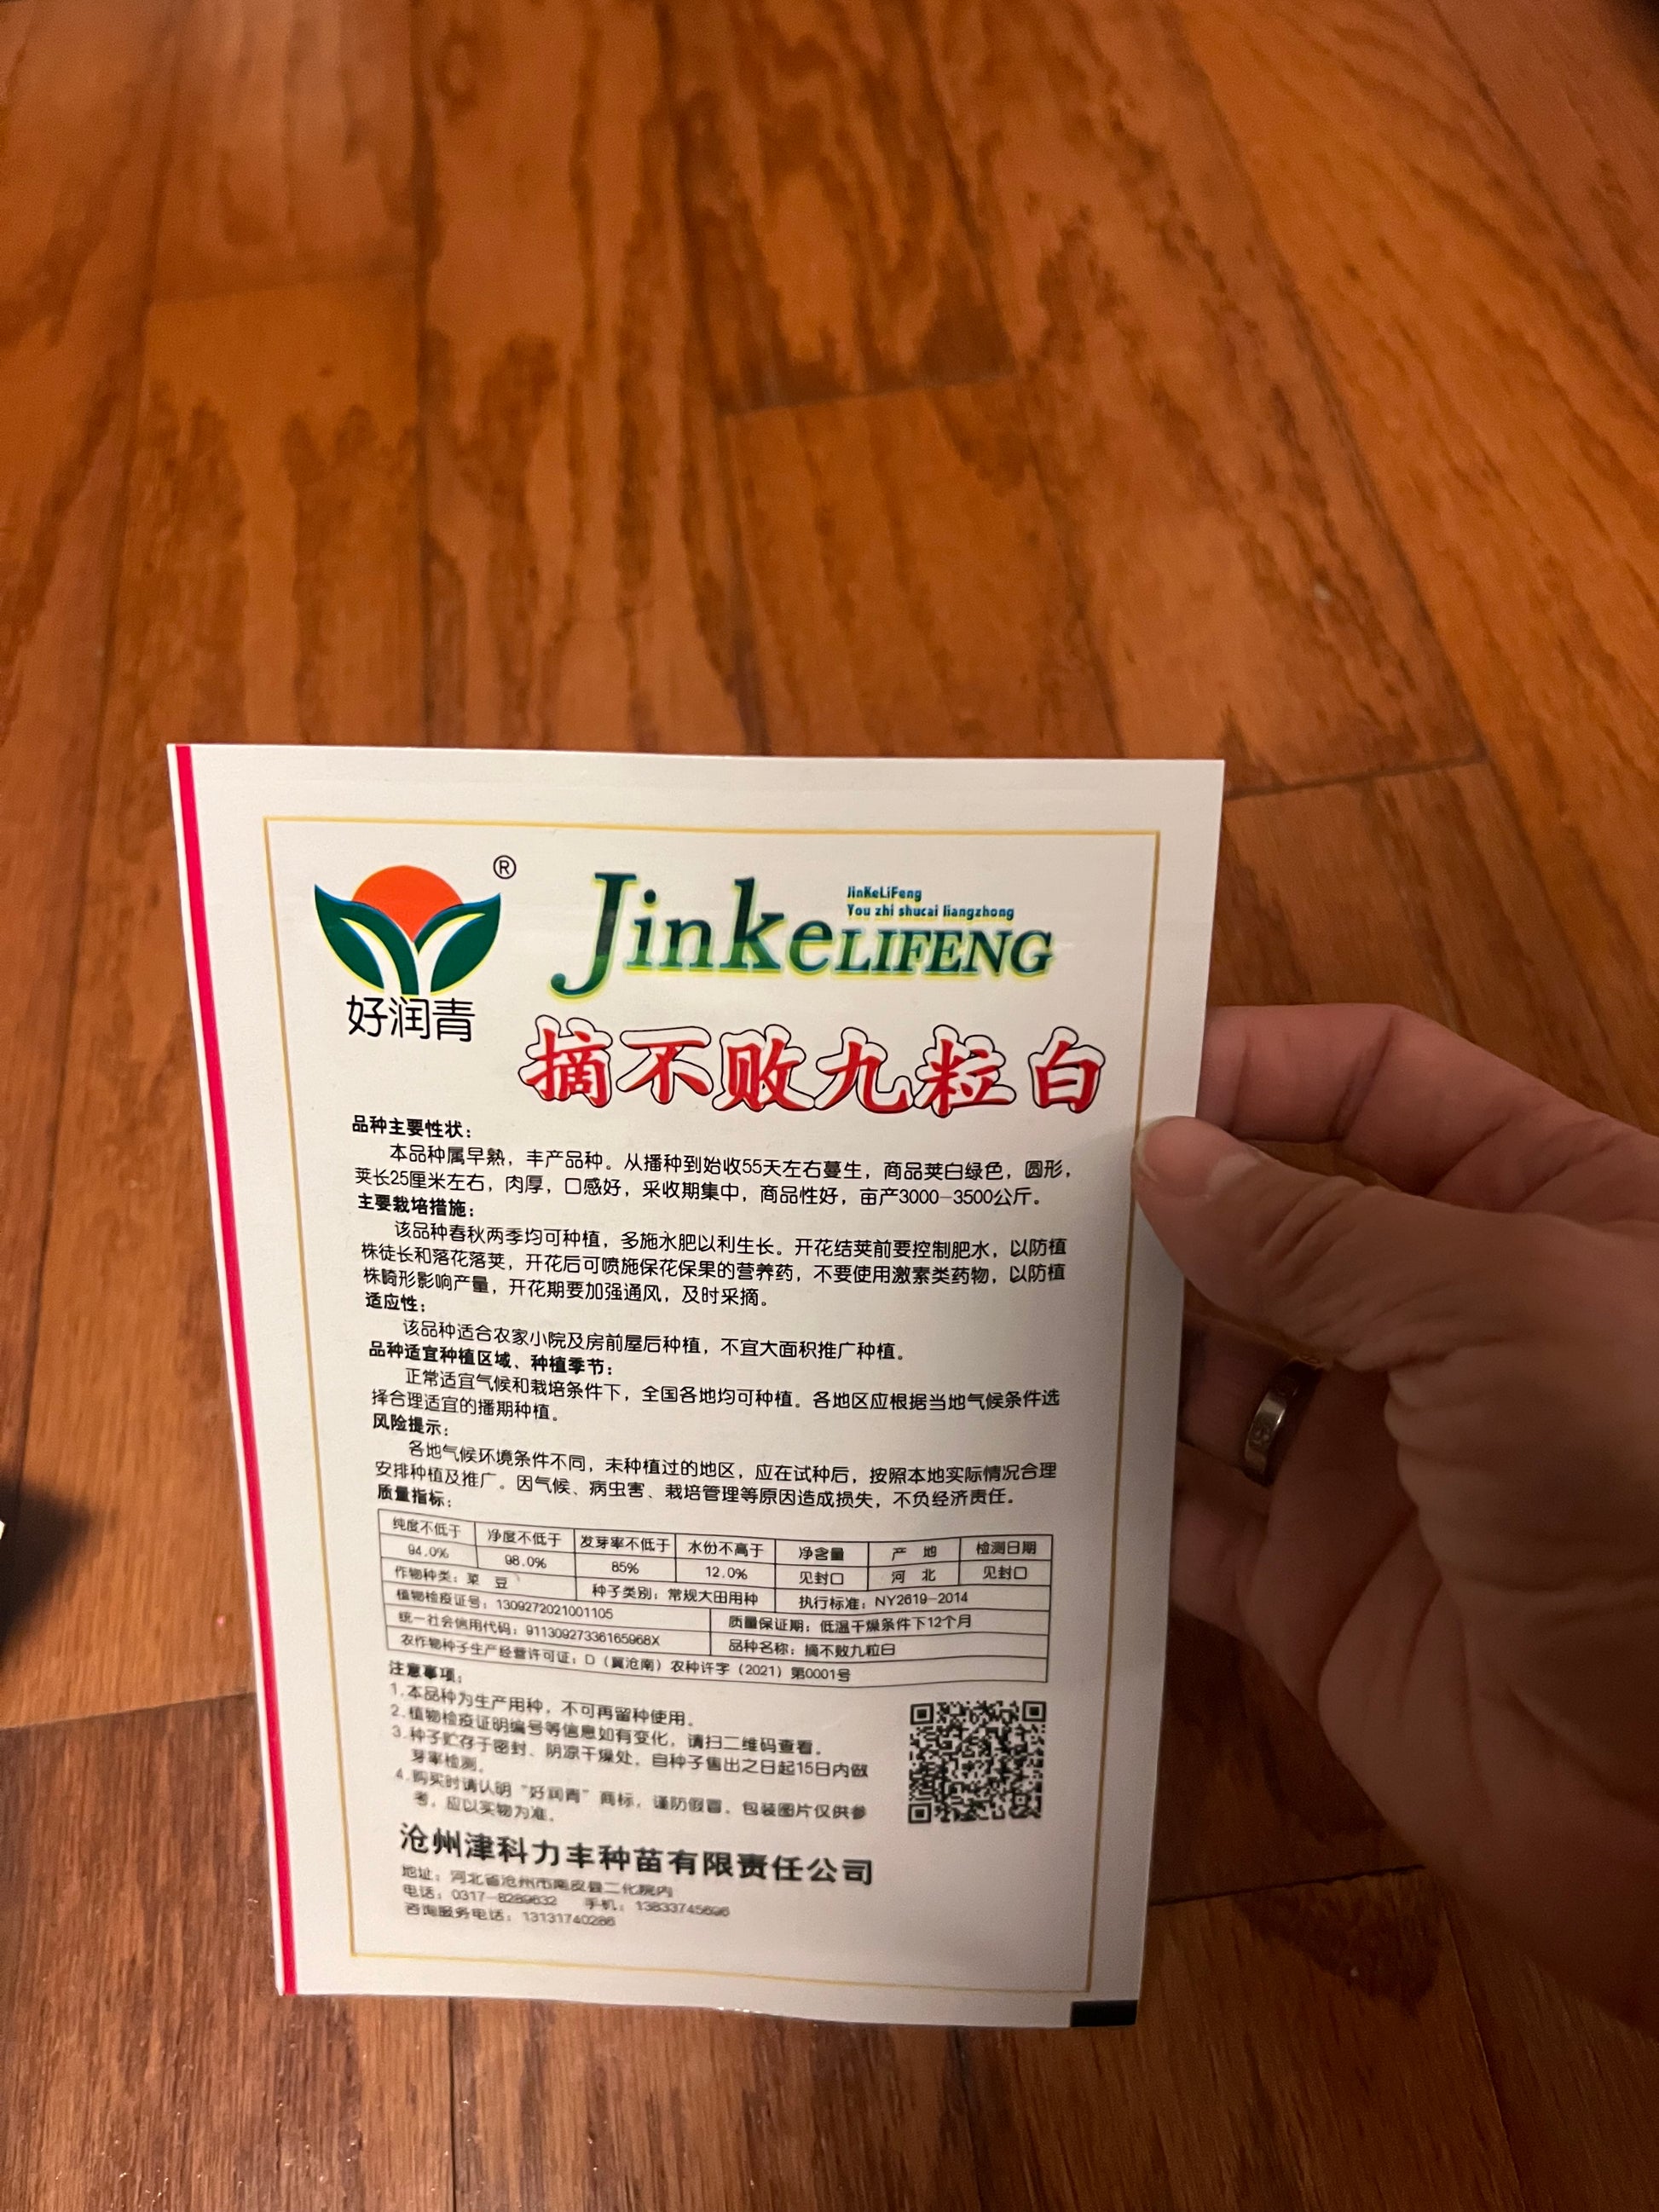 ®
好润青
JinKeLiFeng
You zhi shucai liangzhong
JinkeLIFENG
摘不败九粒白
品种主要性状：
本品种属早熟，丰产品种。从播种到始收55天左右蔓生，商品荚白绿色，圆形，
荚长25厘米左右，肉厚，口感好，采收期集中，商品性好，亩产3000—3500公斤。
主要栽培措施：
该品种春秋两季均可种植，多施水肥以利生长。开花结荚前要控制肥水，以防植
株徒长和落花落荚，开花后可喷施保花保果的营养药，不要使用激素类药物，以防植
株畸形影响产量，开花期要加强通风，及时采摘。
适应性：
该品种适合农家小院及房前屋后种植，不宜大面积推广种植。
品种适宜种植区域、种植季节：
正常适宜气候和栽培条件下，全国各地均可种植。各地区应根据当地气候条件选
择合理适宜的播期种植。
风险提示：
各地气候环境条件不同，未种植过的地区，应在试种后，按照本地实际情况合理
安排种植及推广。因气候、病虫害、栽培管理等原因造成损失，不负经济责任。
质量指标：
纯度不低于 净度不低于 发芽率不低于 水份不高于 净含量 产 地 检测日期
94.0% 98.0% 85% 12.0% 见封口 河 北 见封口
作物种类：菜 豆 种子类别：常规大田用种 执行标准：NY2619-2014
植物检疫证号：1309272021001105 质量保证期：低温干燥条件下12个月
统一社会信用代码：91130927336165968X 品种名称：摘不败九粒白
农作物种子生产经营许可证：D（冀沧南）农种许字（2021）第0001号
注意事项：
1.本品种为生产用种，不可再留种使用。
2.植物检疫证明编号等信息如有变化，请扫二维码查看。
3.种子贮存于密封、阴凉干燥处，自种子售出之日起15日内做
芽率检测。
4.购买时请认明“好润青”商标，谨防假冒。包装图片仅供参
考，应以实物为准。
沧州津科力丰种苗有限责任公司
地址：河北省沧州市南皮县二化院内
电话：0317-8289632 手机：13833745696
咨询服务电话：13131740286